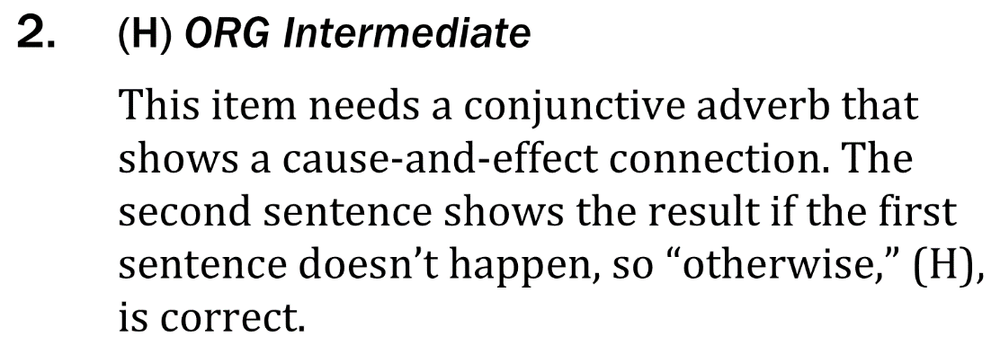 2. (H) ORG Intermediate
This item needs a conjunctive adverb that
shows a cause-and-effect connection. The
second sentence shows the result if the first
sentence doesn’t happen, so “otherwise,” (H),
is correct.